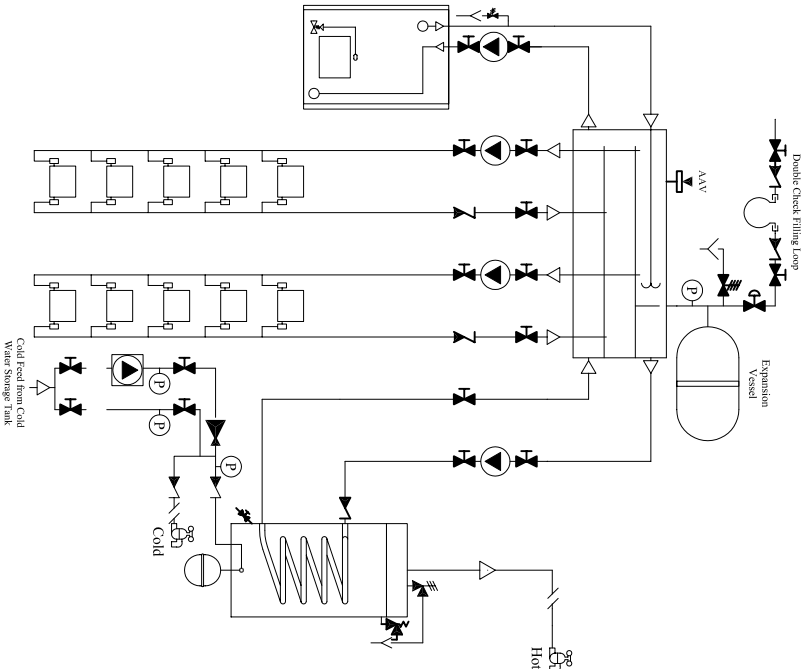 Double Check Filling Loop
AAV
P
Expansion
Vessel
Cold Feed from Cold
Water Storage Tank
P
P
P
Cold
Hot